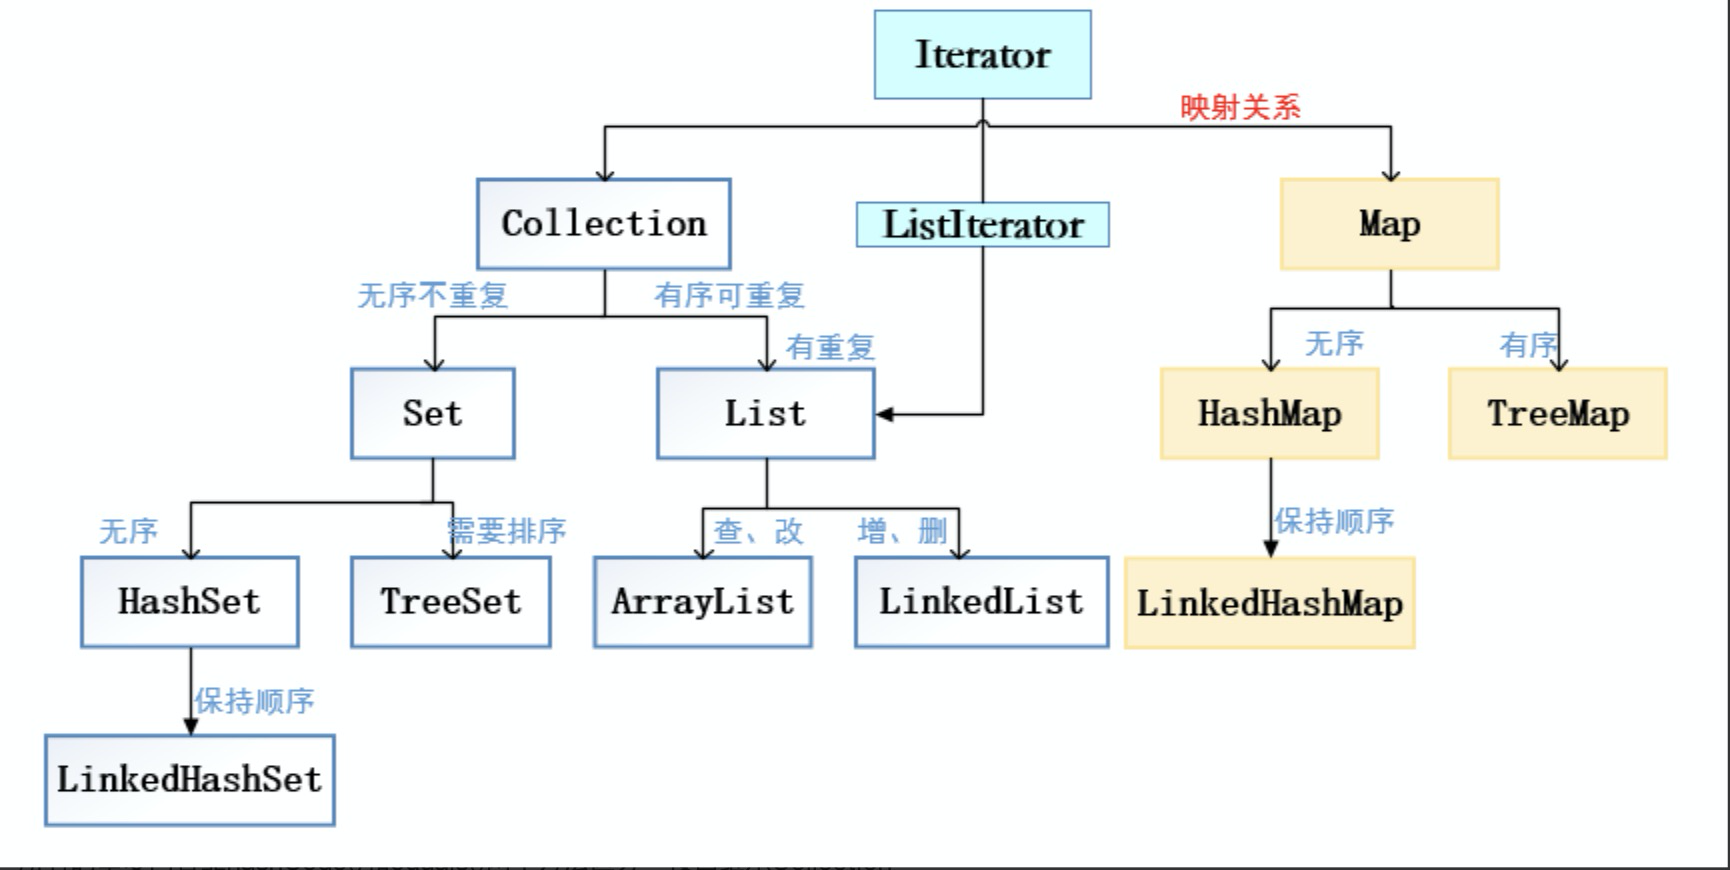 Iterator
映射关系
Collection
ListIterator
Map
无序不重复
有序可重复
有重复
无序
有序
Set
List
HashMap
TreeMap
无序
需要排序
查、改
增、删
保持顺序
HashSet
TreeSet
ArrayList
LinkedList
LinkedHashMap
保持顺序
LinkedHashSet